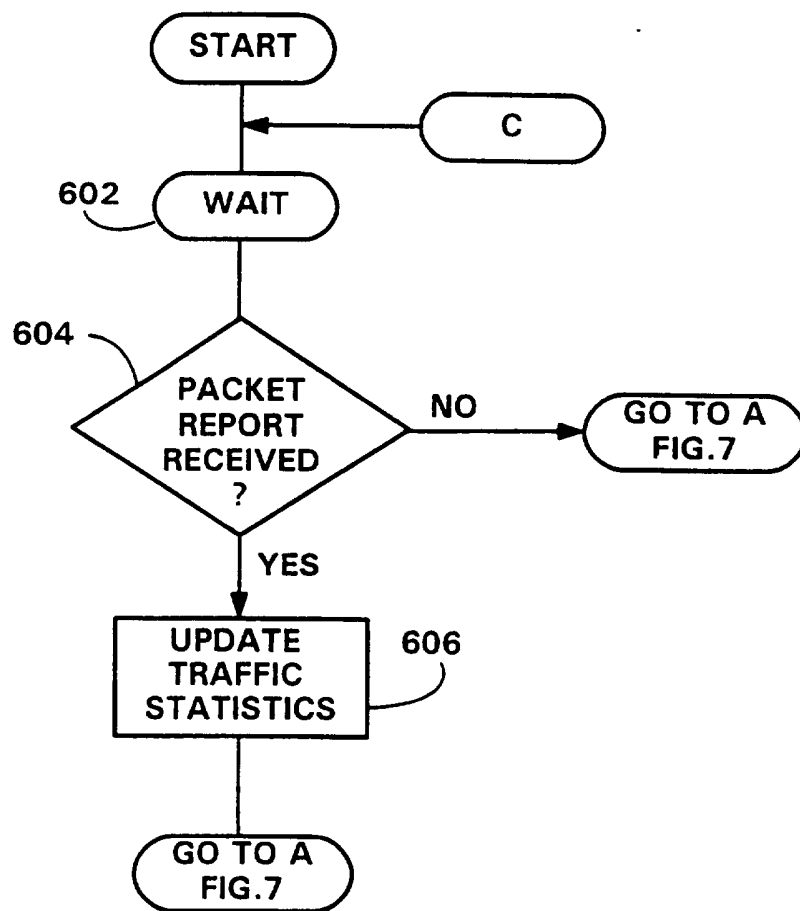 START
C
602
WAIT
604
PACKET
REPORT
RECEIVED
?
NO
GO TO A
FIG.7
YES
UPDATE
TRAFFIC
STATISTICS
606
GO TO A
FIG.7